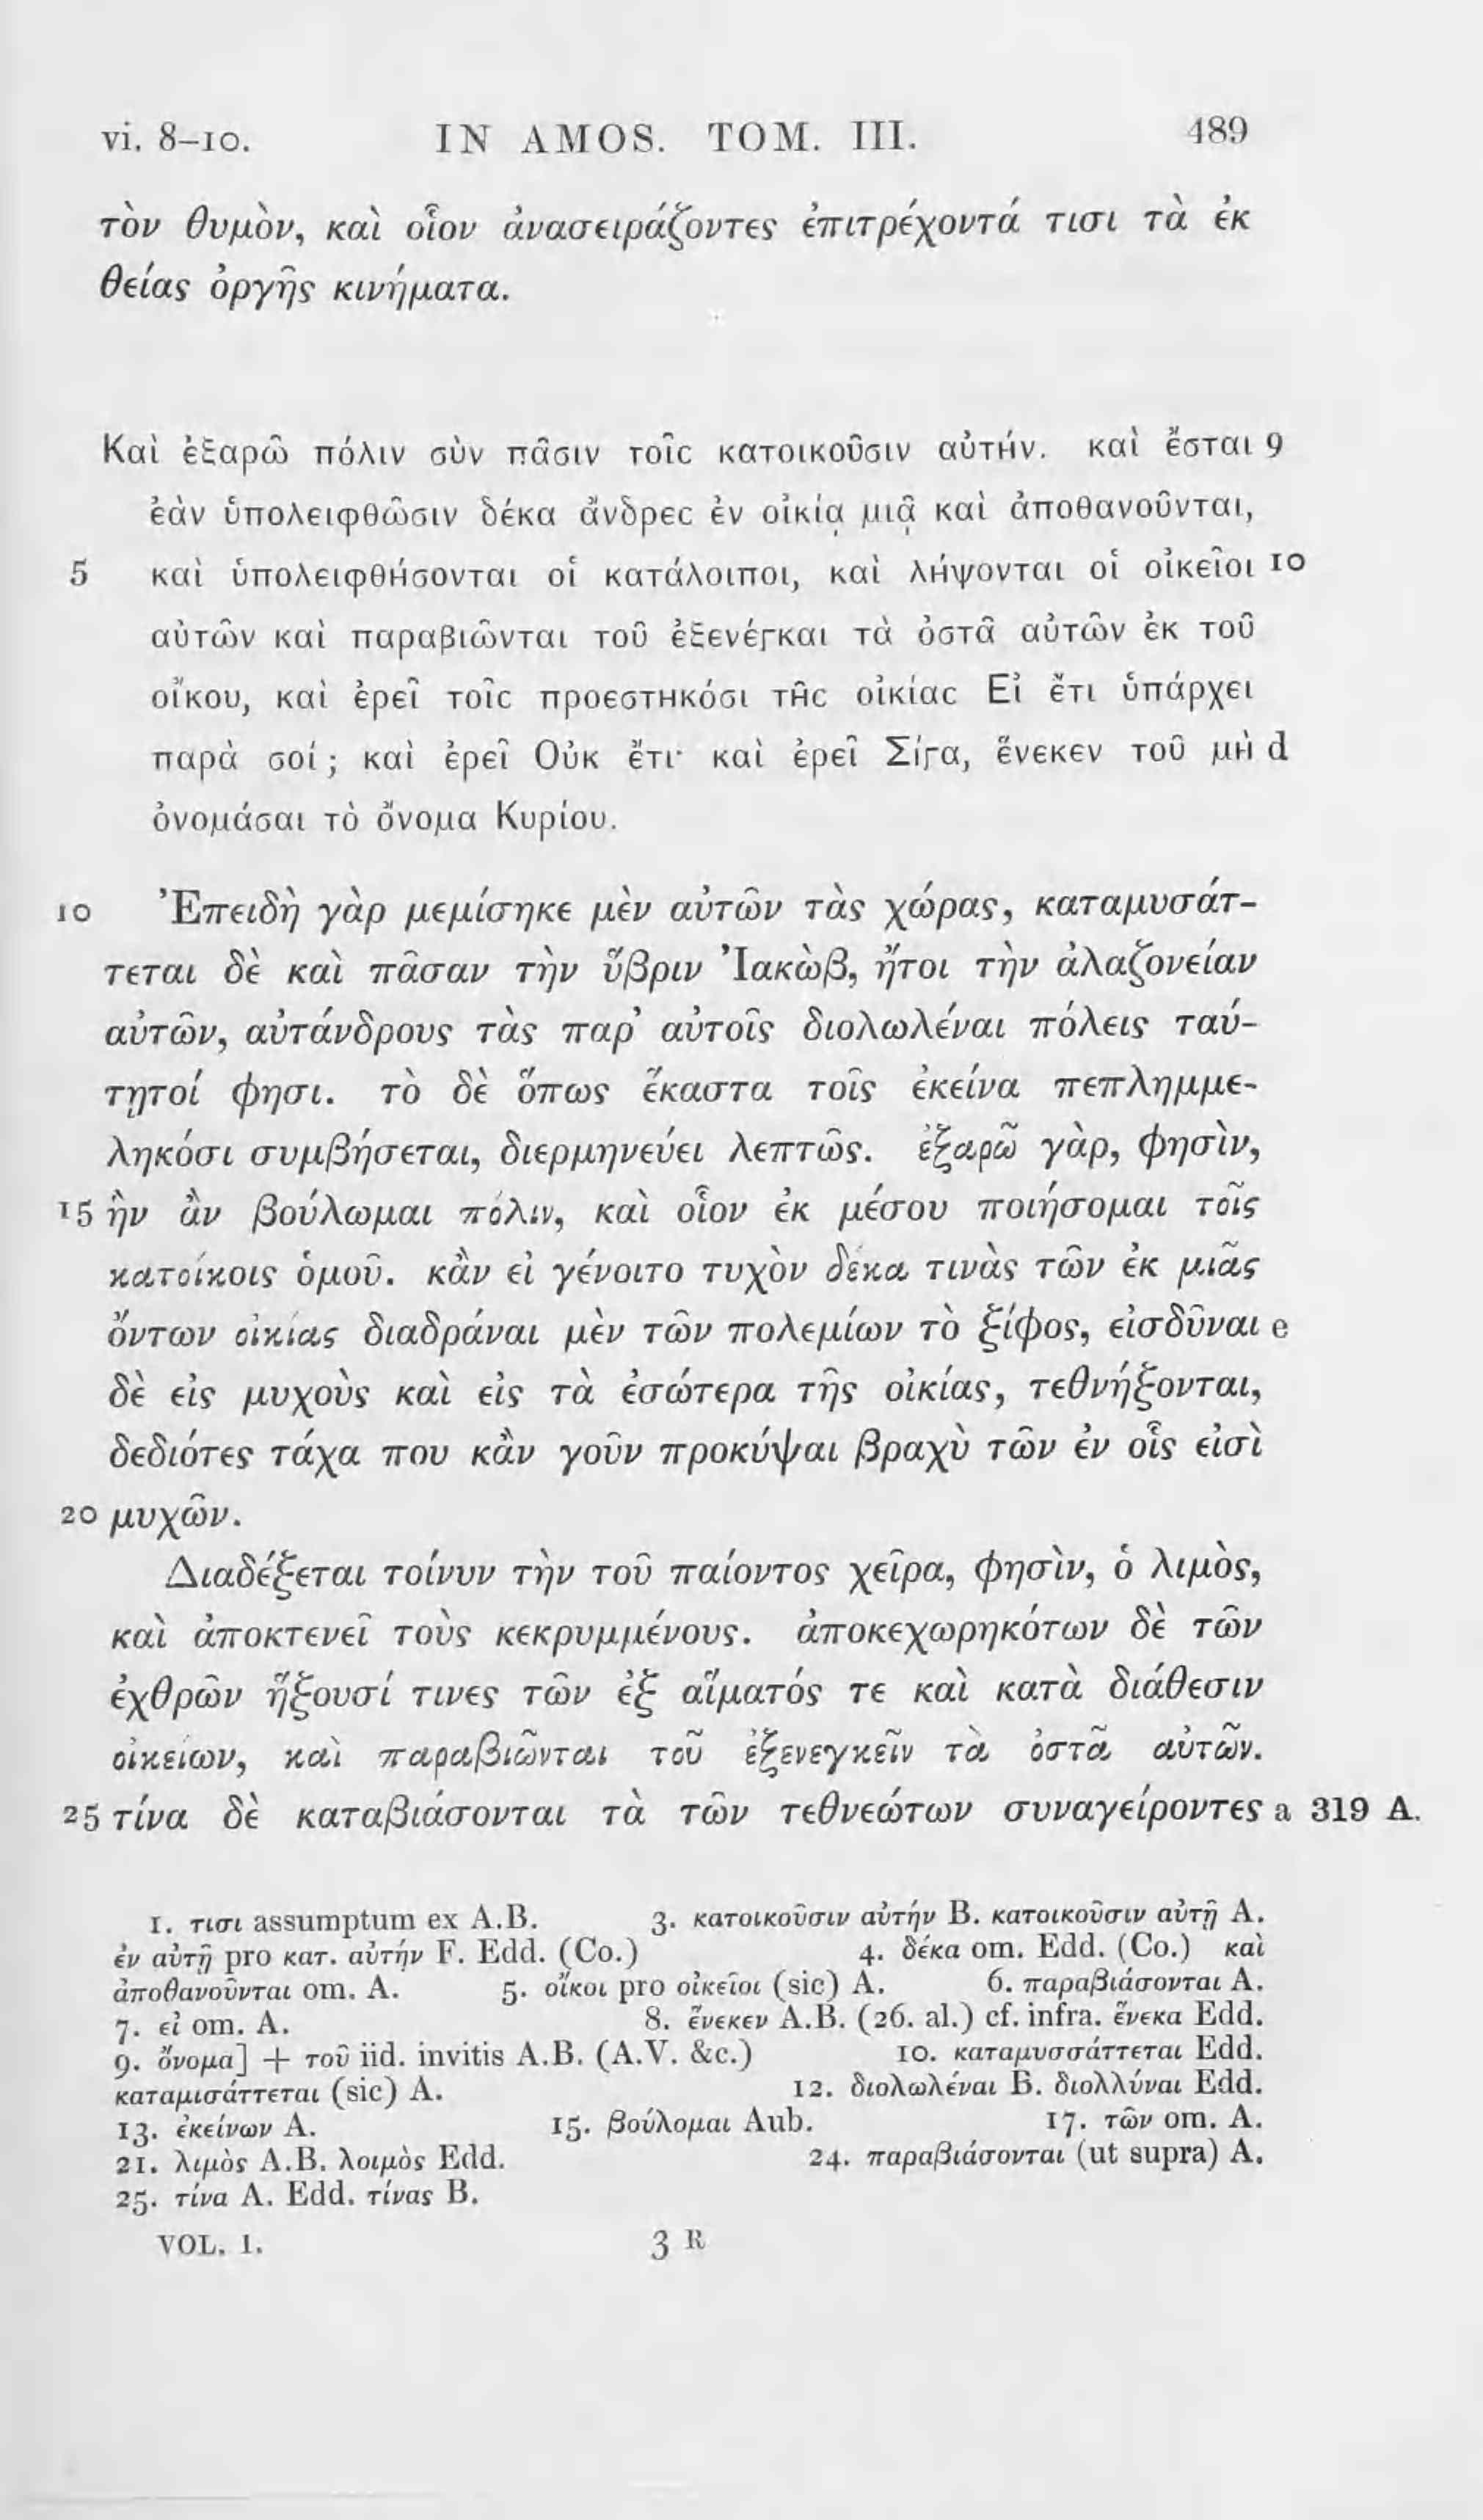 vi. 8-10. IN AMOS. TOM. III. 489
τὸν θυμὸν, καὶ οἷον ἀνασειράζοντες ἐπιτρέχοντά τισι τὰ ἐκ
θείας ὀργῆς κινήματα.
Καὶ ἐξαρῶ πόλιν σὺν πᾶσιν τοῖς κατοικοῦσιν αὐτήν. καὶ ἔσται 9
ἐὰν ὑπολειφθῶσιν δέκα ἄνδρες ἐν οἰκίᾳ μιᾷ καὶ ἀποθανοῦνται,
5 καὶ ὑπολειφθήσονται οἱ κατάλοιποι, καὶ λήψονται οἱ οἰκεῖοι 10
αὐτῶν καὶ παραβιῶνται τοῦ ἐξενέγκαι τὰ ὀστᾶ αὐτῶν ἐκ τοῦ
οἴκου, καὶ ἐρεῖ τοῖς προεστηκόσι τῆς οἰκίας Εἰ ἔτι ὑπάρχει
παρὰ σοί; καὶ ἐρεῖ Οὐκ ἔτι· καὶ ἐρεῖ Σίγα, ἕνεκεν τοῦ μὴ d
ὀνομάσαι τὸ ὄνομα Κυρίου.
10 Ἐπειδὴ γὰρ μεμίσηκε μὲν αὐτῶν τὰς χώρας, καταμυσάτ-
τεται δὲ καὶ πᾶσαν τὴν ὕβριν Ἰακὼβ, ἤτοι τὴν ἀλαζονείαν
αὐτῶν, αὐτάνδρους τὰς παρ’ αὐτοῖς διολωλέναι πόλεις ταύ-
τῃτοί φησι. τὸ δὲ ὅπως ἕκαστα τοῖς ἐκείνα πεπλημμε-
ληκόσι συμβήσεται, διερμηνεύει λεπτῶς. ἐξαρῶ γὰρ, φησὶν,
15 ἣν ἂν βούλωμαι πόλιν, καὶ οἷον ἐκ μέσου ποιήσομαι τοῖς
κατοίκοις ὁμοῦ. κἂν εἰ γένοιτο τυχὸν δέκα τινὰς τῶν ἐκ μιᾶς
ὄντων οἰκίας διαδράναι μὲν τῶν πολεμίων τὸ ξίφος, εἰσδῦναι e
δὲ εἰς μυχοὺς καὶ εἰς τὰ ἐσώτερα τῆς οἰκίας, τεθνήξονται,
δεδιότες τάχα που κἂν γοῦν προκύψαι βραχὺ τῶν ἐν οἷς εἰσὶ
20 μυχῶν.
Διαδέξεται τοίνυν τὴν τοῦ παίοντος χεῖρα, φησὶν, ὁ λιμὸς,
καὶ ἀποκτενεῖ τοὺς κεκρυμμένους. ἀποκεχωρηκότων δὲ τῶν
ἐχθρῶν ἥξουσί τινες τῶν ἐξ αἵματός τε καὶ κατὰ διάθεσιν
οἰκείων, καὶ παραβιῶνται τοῦ ἐξενεγκεῖν τὰ ὀστᾶ αὐτῶν.
25 τίνα δὲ καταβιάσονται τὰ τῶν τεθνεώτων συναγείροντες a 319 A.
1. τισι assumptum ex A.B. 3. κατοικοῦσιν αὐτήν B. κατοικοῦσιν αὐτῇ A.
ἐν αὐτῇ pro κατ. αὐτήν F. Edd. (Co.) 4. δέκα om. Edd. (Co.) καὶ
ἀποθανοῦνται om. A. 5. οἴκοι pro οἰκεῖοι (sic) A. 6. παραβιάσονται A.
7. εἰ om. A. 8. ἕνεκεν A.B. (26. al.) cf. infra. ἕνεκα Edd.
9. ὄνομα] + τοῦ iid. invitis A.B. (A.V. &c.) 10. καταμυσσάττεται Edd.
καταμισάττεται (sic) A. 12. διολωλέναι B. διολλύναι Edd.
13. ἐκείνων A. 15. βούλομαι Aub. 17. τῶν om. A.
21. λιμὸς A.B. λοιμὸς Edd. 24. παραβιάσονται (ut supra) A.
25. τίνα A. Edd. τίνας B.
VOL. I. 3 R